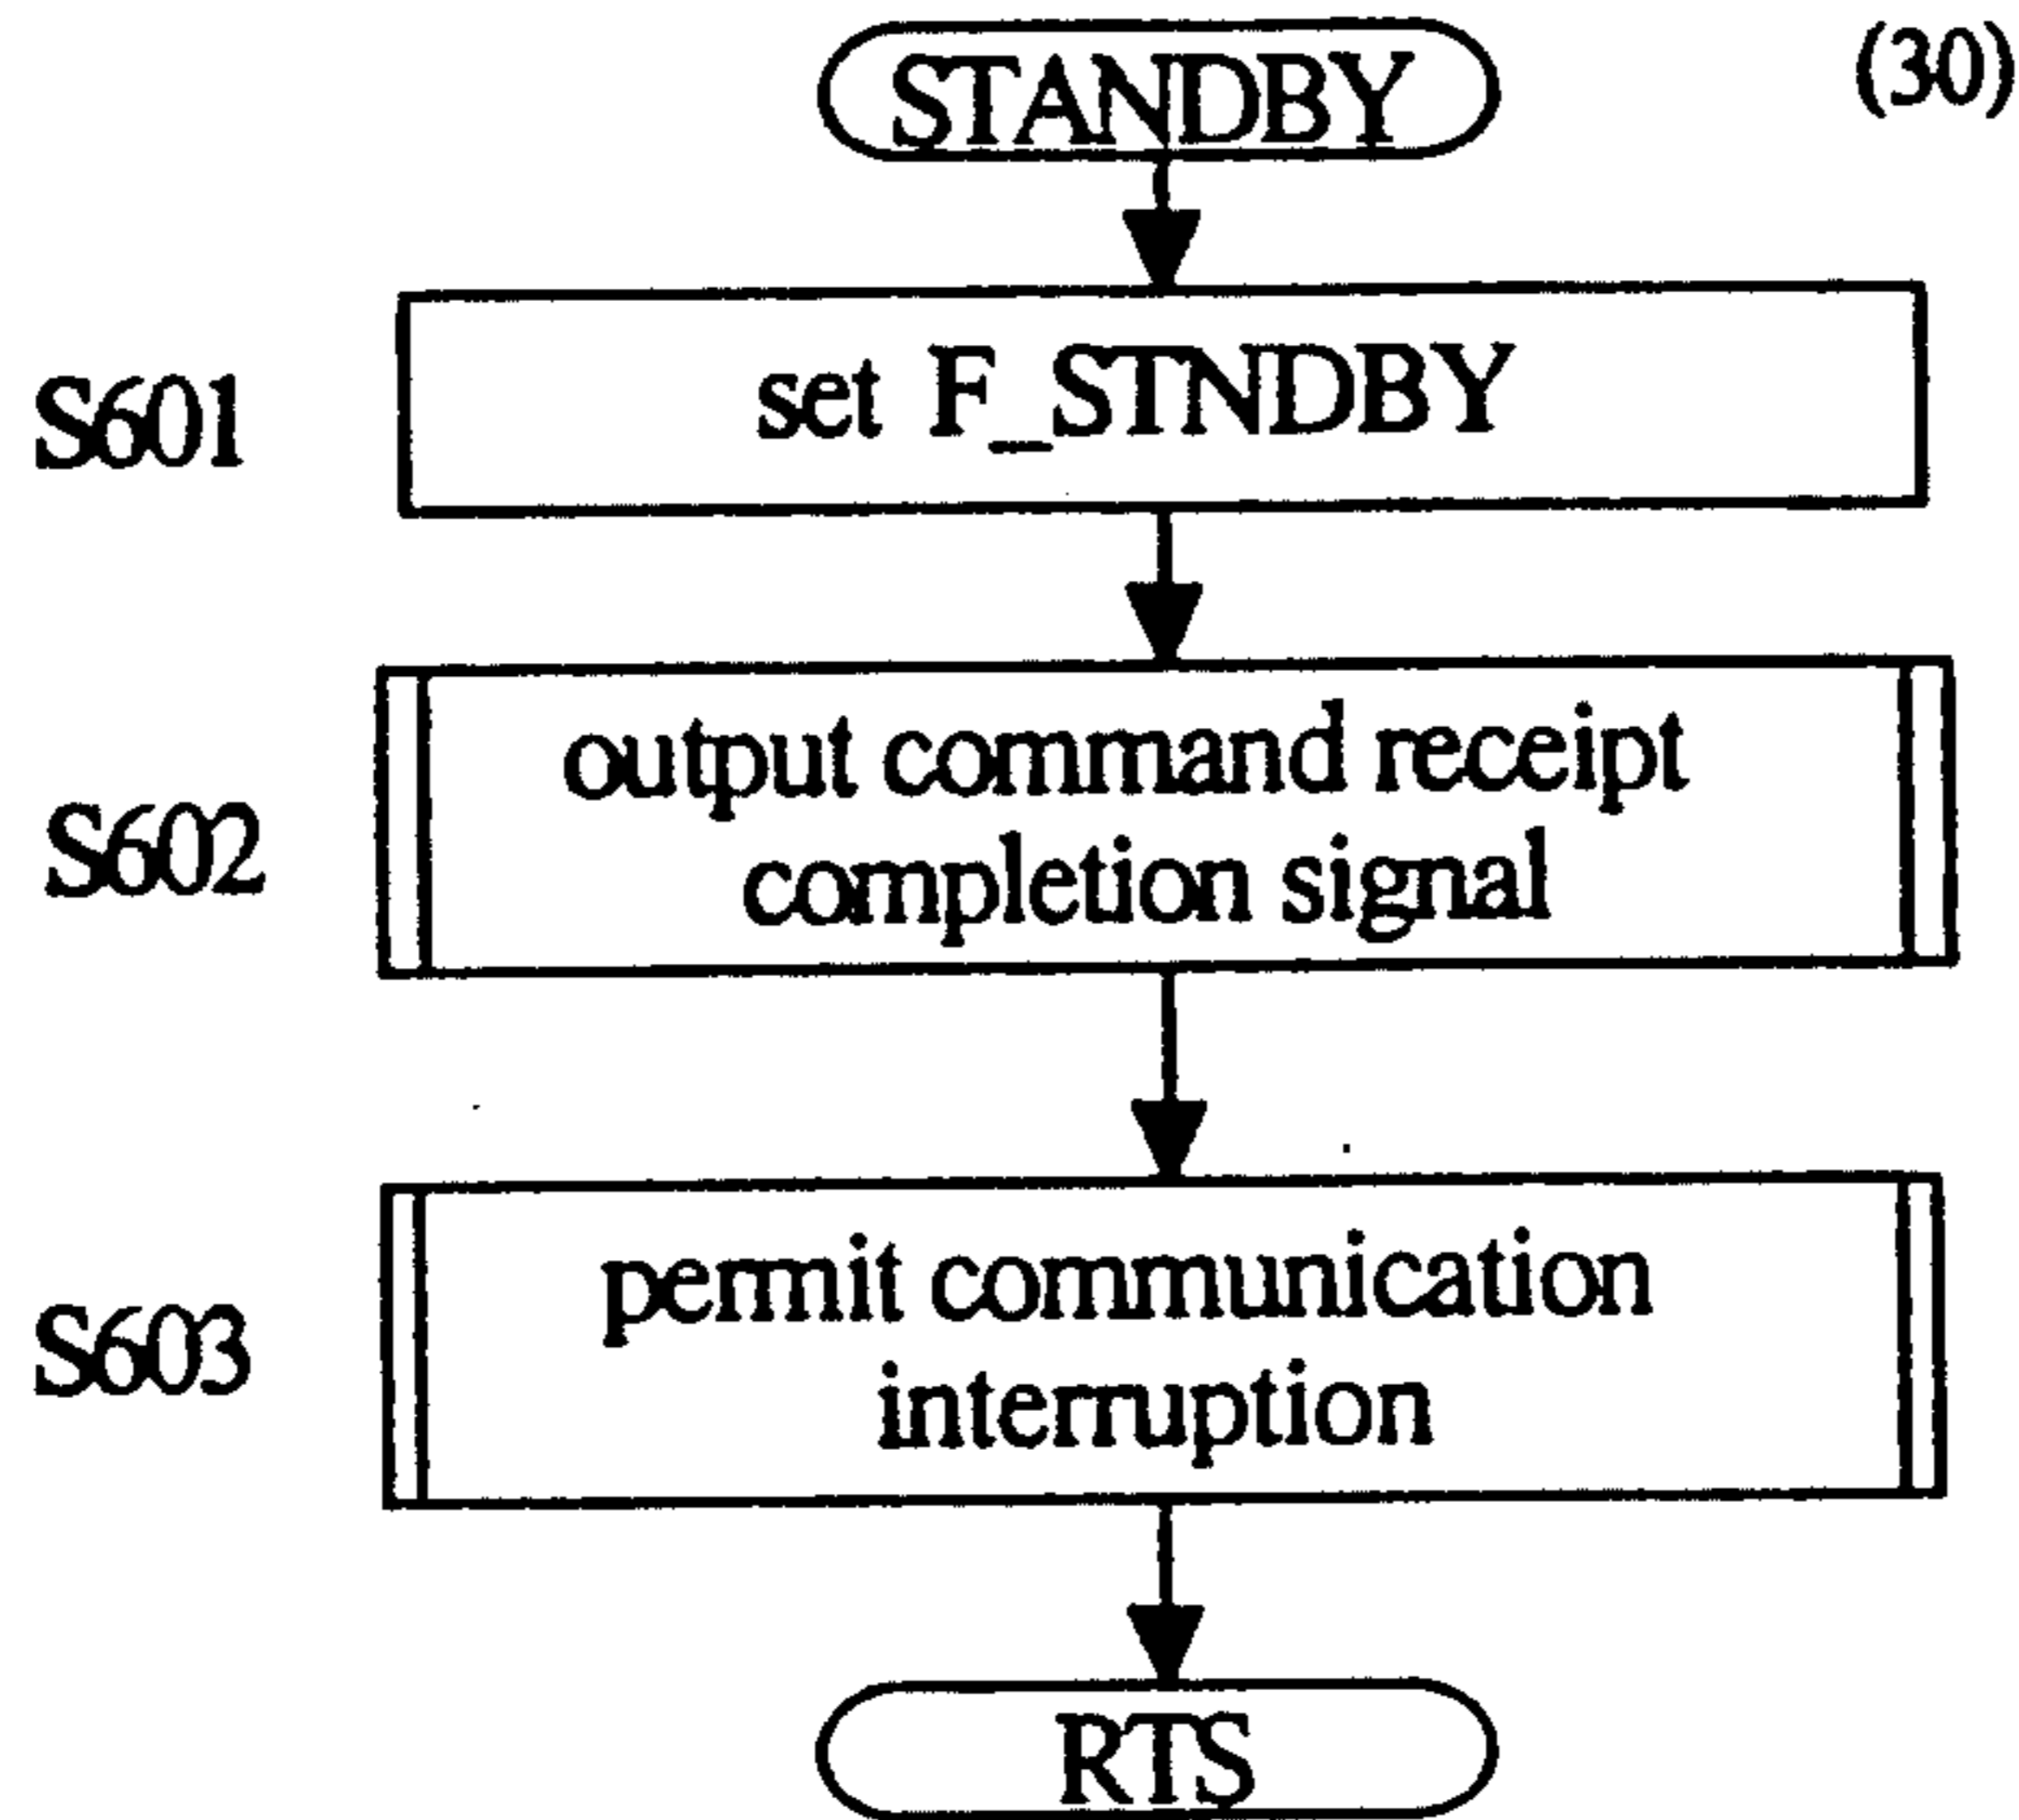 STANDBY
(30)
S601
set F_STNDBY
S602
output command receipt
completion signal
S603
permit communication
interruption
RTS